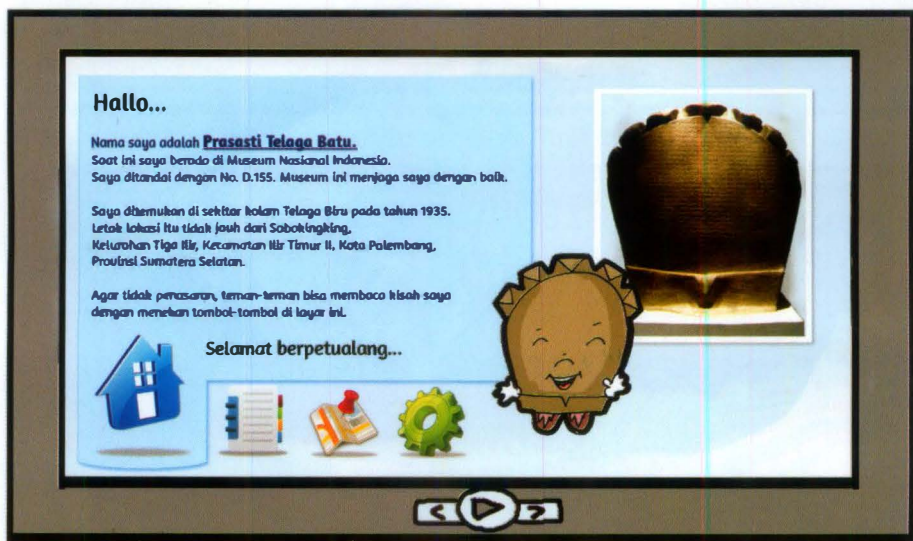 Hallo...
Nama saya adalah Prasasti Telaga Batu.
Saat ini saya berada di Museum Nasional Indonesia.
Saya ditandai dengan No. D.155. Museum ini menjaga saya dengan baik.
Saya ditemukan di sekitar kolam Telaga Biru pada tahun 1935.
Letak lokasi itu tidak jauh dari Sabokingking,
Kelurahan Tiga Ilir, Kecamatan Ilir Timur II, Kota Palembang,
Provinsi Sumatera Selatan.
Agar tidak penasaran, teman-teman bisa membaca kisah saya
dengan menekan tombol-tombol di layar ini.
Selamat berpetualang...